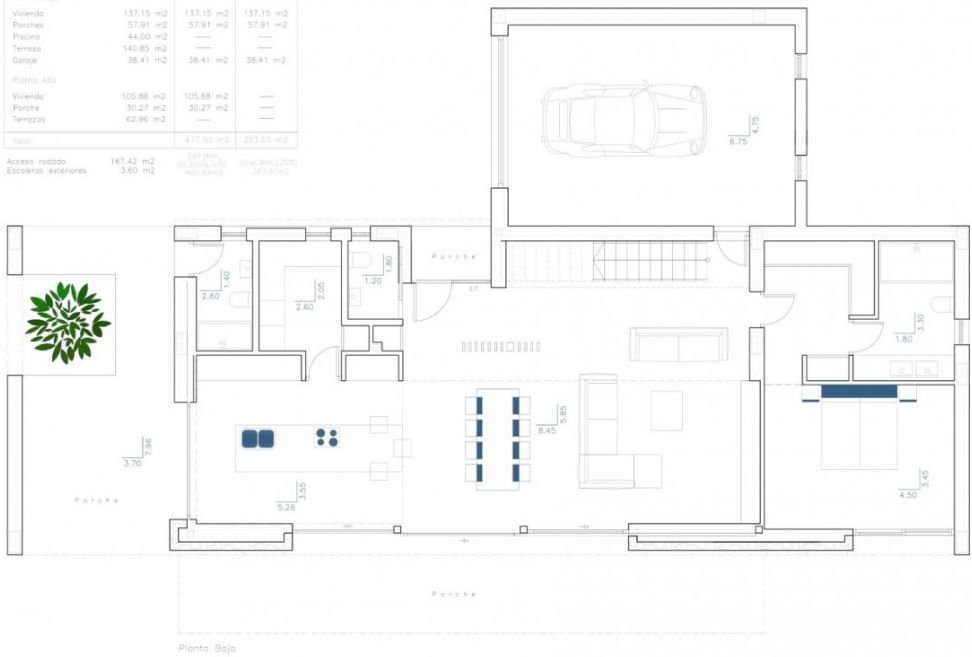 Vivienda 137.15 m2 137.15 m2 137.15 m2
Porches 57.91 m2 57.91 m2 57.91 m2
Piscina 44.00 m2 — —
Terraza 140.85 m2 — —
Garaje 38.41 m2 38.41 m2 38.41 m2
Planta Alta
Vivienda 105.88 m2 105.88 m2 —
Porche 30.27 m2 30.27 m2 —
Terrazas 62.96 m2 — —
417.50 m2 253.63 m2
Acceso rodado 167.42 m2
Escaleras exteriores 3.60 m2
6.75 4.75
Porche
Lf
2.60 1.40
2.60 2.05
1.20 1.80
1.80 3.30
8.45 5.85
3.70 7.96
5.26 3.55
4.50 3.45
Porche
Porche
Planta Baja